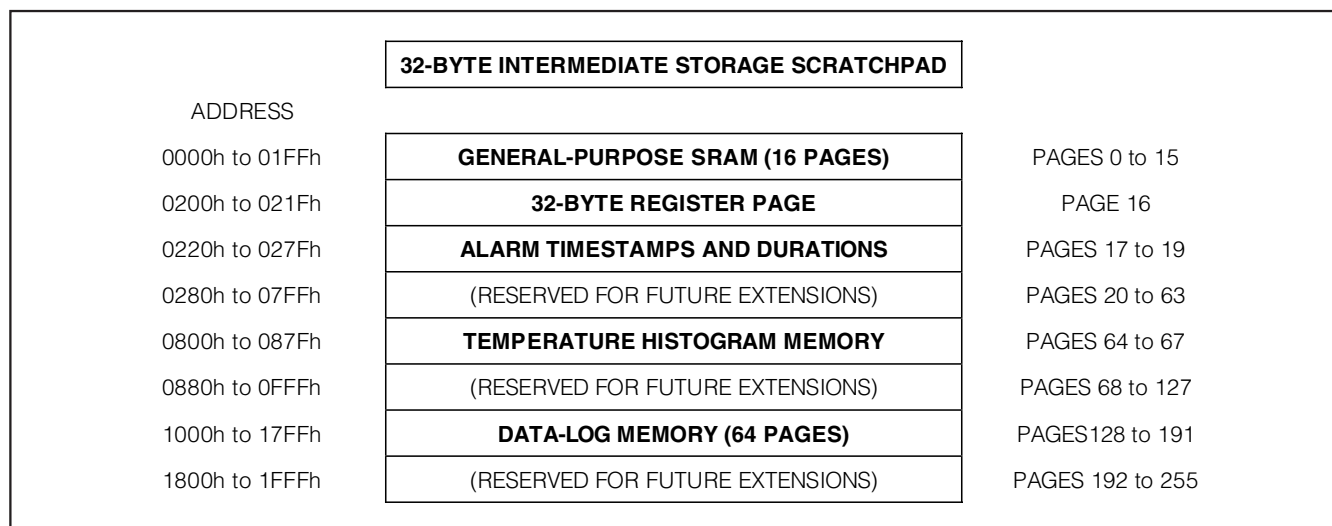 32-BYTE INTERMEDIATE STORAGE SCRATCHPAD
ADDRESS
0000h to 01FFh GENERAL-PURPOSE SRAM (16 PAGES) PAGES 0 to 15
0200h to 021Fh 32-BYTE REGISTER PAGE PAGE 16
0220h to 027Fh ALARM TIMESTAMPS AND DURATIONS PAGES 17 to 19
0280h to 07FFh (RESERVED FOR FUTURE EXTENSIONS) PAGES 20 to 63
0800h to 087Fh TEMPERATURE HISTOGRAM MEMORY PAGES 64 to 67
0880h to 0FFFh (RESERVED FOR FUTURE EXTENSIONS) PAGES 68 to 127
1000h to 17FFh DATA-LOG MEMORY (64 PAGES) PAGES128 to 191
1800h to 1FFFh (RESERVED FOR FUTURE EXTENSIONS) PAGES 192 to 255